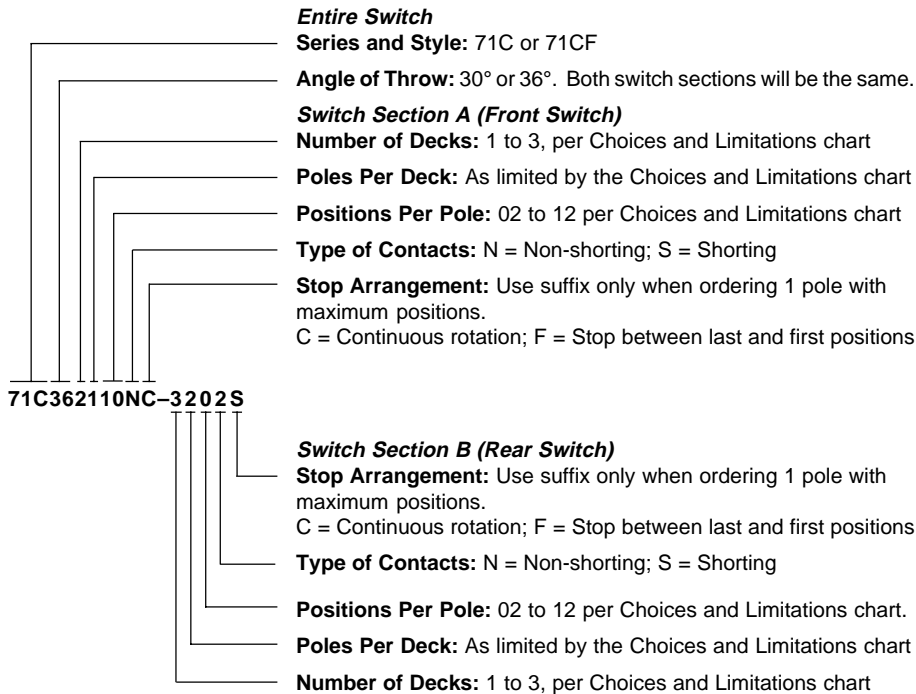 Entire Switch
Series and Style: 71C or 71CF
Angle of Throw: 30° or 36°. Both switch sections will be the same.
Switch Section A (Front Switch)
Number of Decks: 1 to 3, per Choices and Limitations chart
Poles Per Deck: As limited by the Choices and Limitations chart
Positions Per Pole: 02 to 12 per Choices and Limitations chart
Type of Contacts: N = Non-shorting; S = Shorting
Stop Arrangement: Use suffix only when ordering 1 pole with
maximum positions.
C = Continuous rotation; F = Stop between last and first positions
71C362110NC–3202S
Switch Section B (Rear Switch)
Stop Arrangement: Use suffix only when ordering 1 pole with
maximum positions.
C = Continuous rotation; F = Stop between last and first positions
Type of Contacts: N = Non-shorting; S = Shorting
Positions Per Pole: 02 to 12 per Choices and Limitations chart.
Poles Per Deck: As limited by the Choices and Limitations chart
Number of Decks: 1 to 3, per Choices and Limitations chart